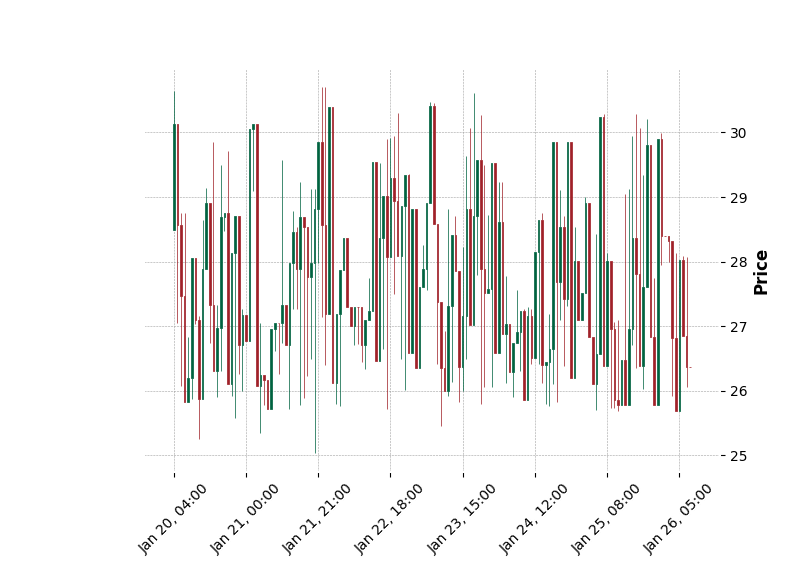 30
29
28
27
26
25
Price
Jan 20, 04:00
Jan 21, 00:00
Jan 21, 21:00
Jan 22, 18:00
Jan 23, 15:00
Jan 24, 12:00
Jan 25, 08:00
Jan 26, 05:00